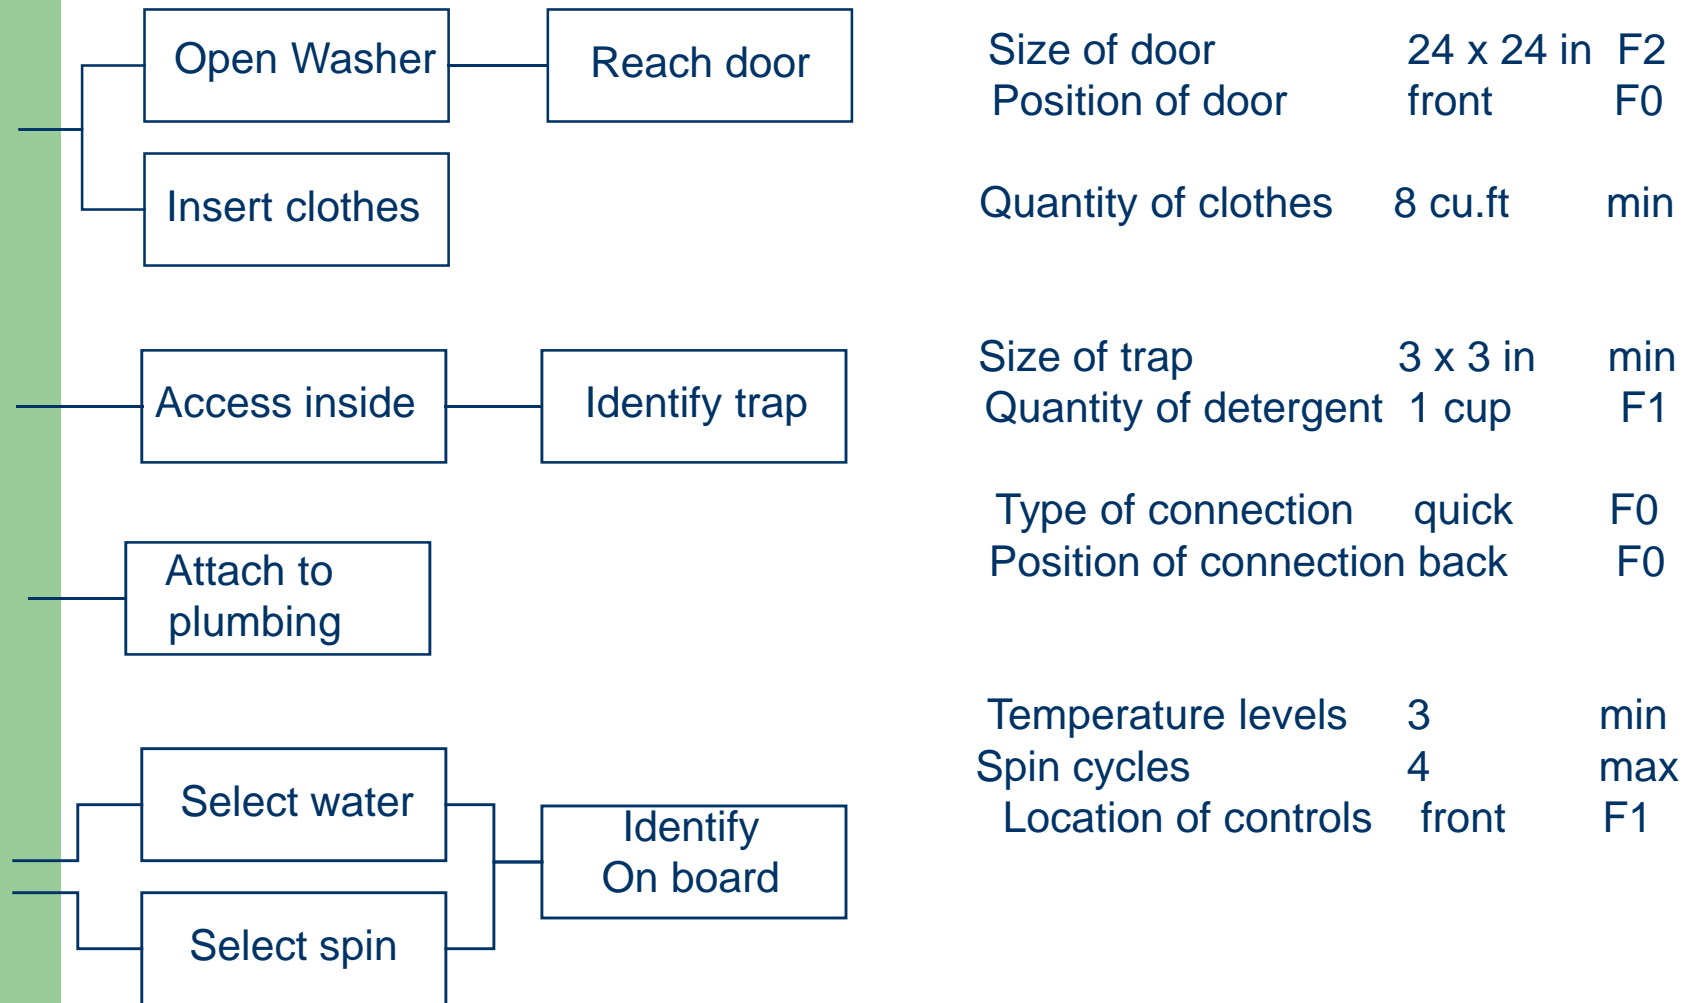 Open Washer
Reach door
Size of door 24 x 24 in F2
Position of door front F0
Insert clothes
Quantity of clothes 8 cu.ft min
Access inside
Identify trap
Size of trap 3 x 3 in min
Quantity of detergent 1 cup F1
Attach to
plumbing
Type of connection quick F0
Position of connection back F0
Select water
Select spin
Identify
On board
Temperature levels 3 min
Spin cycles 4 max
Location of controls front F1